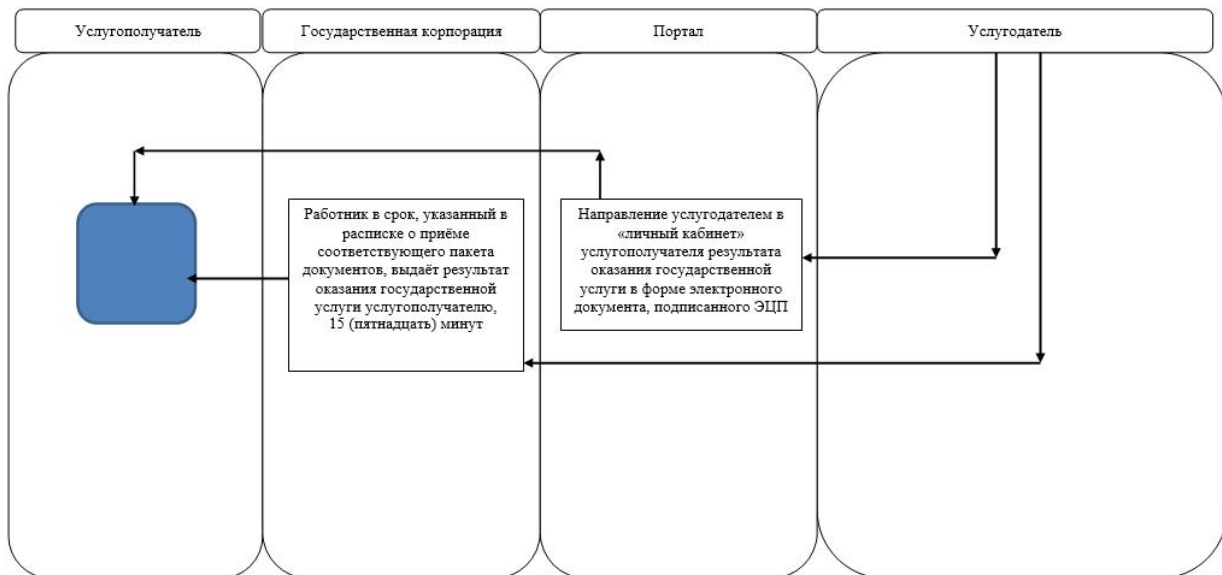 Услугополучатель
Государственная корпорация
Портал
Услугодатель
Работник в срок, указанный в
расписке о приёме
соответствующего пакета
документов, выдаёт результат
оказания государственной
услуги услугополучателю,
15 (пятнадцать) минут
Направление услугодателем в
«личный кабинет»
услугополучателя результата
оказания государственной
услуги в форме электронного
документа, подписанного ЭЦП